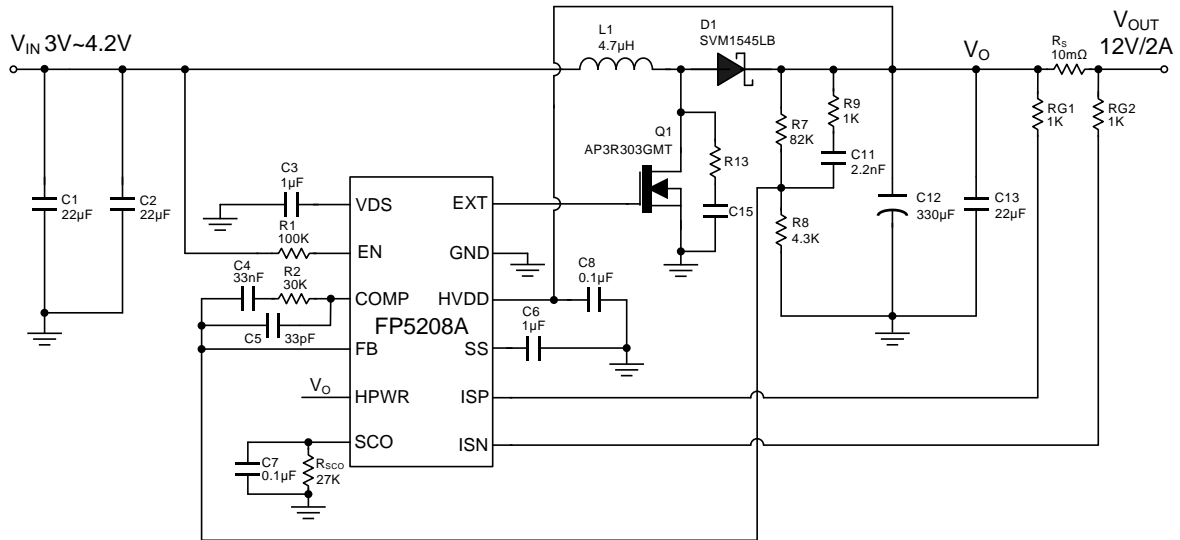 V_IN 3V~4.2V
L1
4.7µH
D1
SVM1545LB
V_O
R_S
10mΩ
V_OUT
12V/2A
C1
22µF
C2
22µF
Q1
AP3R303GMT
R13
C15
R7
82K
R9
1K
C11
2.2nF
R8
4.3K
C12
330µF
C13
22µF
RG1
1K
RG2
1K
C3
1µF
R1
100K
C4
33nF
R2
30K
C5
33pF
V_O
C7
0.1µF
R_SCO
27K
VDS
EN
COMP
FP5208A
FB
HPWR
SCO
EXT
GND
HVDD
SS
ISP
ISN
C8
0.1µF
C6
1µF